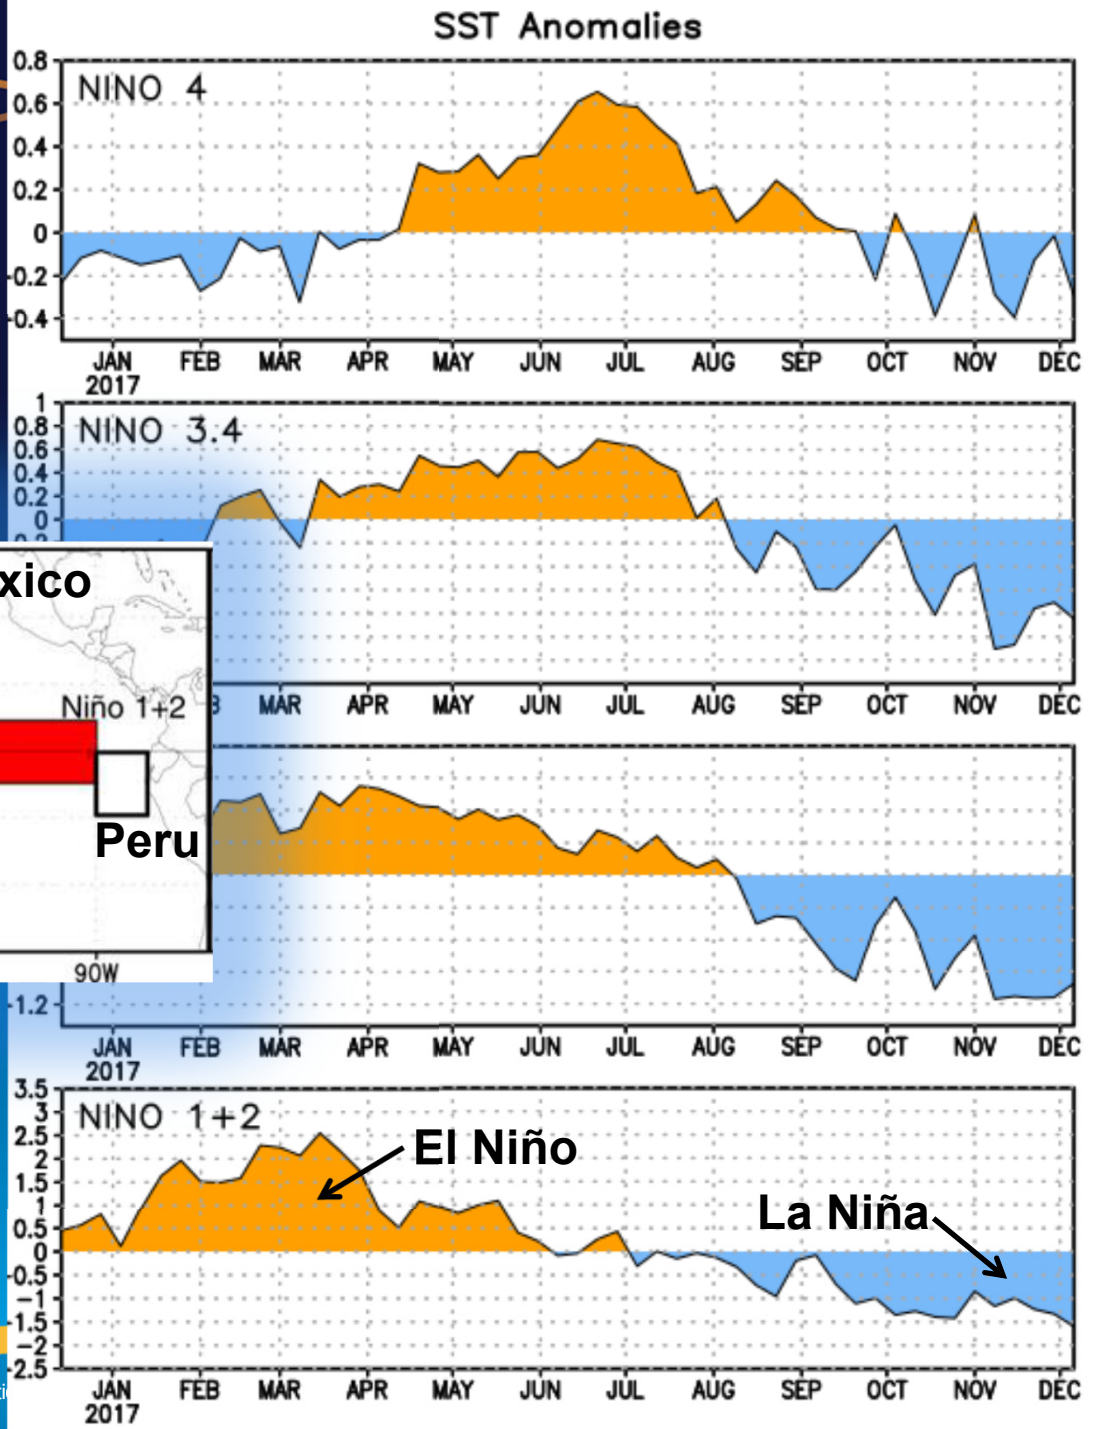 SST Anomalies
NINO 4
0.8
0.6
0.4
0.2
0
-0.2
-0.4
JAN FEB MAR APR MAY JUN JUL AUG SEP OCT NOV DEC
2017
NINO 3.4
1
0.8
0.6
0.4
0.2
0
xico
Niño 1+2
Peru
90W
MAR APR MAY JUN JUL AUG SEP OCT NOV DEC
-1.2
JAN FEB MAR APR MAY JUN JUL AUG SEP OCT NOV DEC
2017
NINO 1+2
El Niño
La Niña
3.5
3
2.5
2
1.5
1
0.5
0
-0.5
-1
-1.5
-2
-2.5
JAN FEB MAR APR MAY JUN JUL AUG SEP OCT NOV DEC
2017